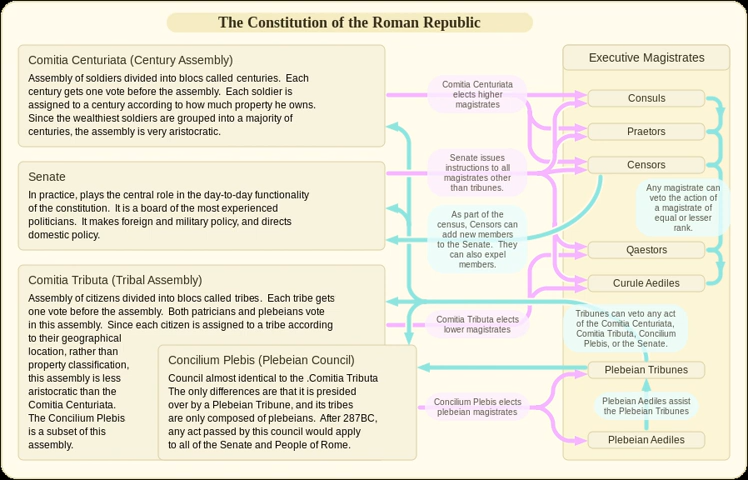 The Constitution of the Roman Republic
Comitia Centuriata (Century Assembly)
Assembly of soldiers divided into blocs called centuries. Each
century gets one vote before the assembly. Each soldier is
assigned to a century according to how much property he owns.
Since the wealthiest soldiers are grouped into a majority of
centuries, the assembly is very aristocratic.
Senate
In practice, plays the central role in the day-to-day functionality
of the constitution. It is a board of the most experienced
politicians. It makes foreign and military policy, and directs
domestic policy.
Comitia Tributa (Tribal Assembly)
Assembly of citizens divided into blocs called tribes. Each tribe gets
one vote before the assembly. Both patricians and plebeians vote
in this assembly. Since each citizen is assigned to a tribe according
to their geographical
location, rather than
property classification,
this assembly is less
aristocratic than the
Comitia Centuriata.
The Concilium Plebis
is a subset of this
assembly.
Concilium Plebis (Plebeian Council)
Council almost identical to the .Comitia Tributa
The only differences are that it is presided
over by a Plebeian Tribune, and its tribes
are only composed of plebeians. After 287BC,
any act passed by this council would apply
to all of the Senate and People of Rome.
Comitia Centuriata
elects higher
magistrates
Senate issues
instructions to all
magistrates other
than tribunes.
As part of the
census, Censors can
add new members
to the Senate. They
can also expel
members.
Comitia Tributa elects
lower magistrates
Concilium Plebis elects
plebeian magistrates
Executive Magistrates
Consuls
Praetors
Censors
Any magistrate can
veto the action of
a magistrate of
equal or lesser
rank.
Qaestors
Curule Aediles
Tribunes can veto any act
of the Comitia Centuriata,
Comitia Tributa, Concilium
Plebis, or the Senate.
Plebeian Tribunes
Plebeian Aediles assist
the Plebeian Tribunes
Plebeian Aediles